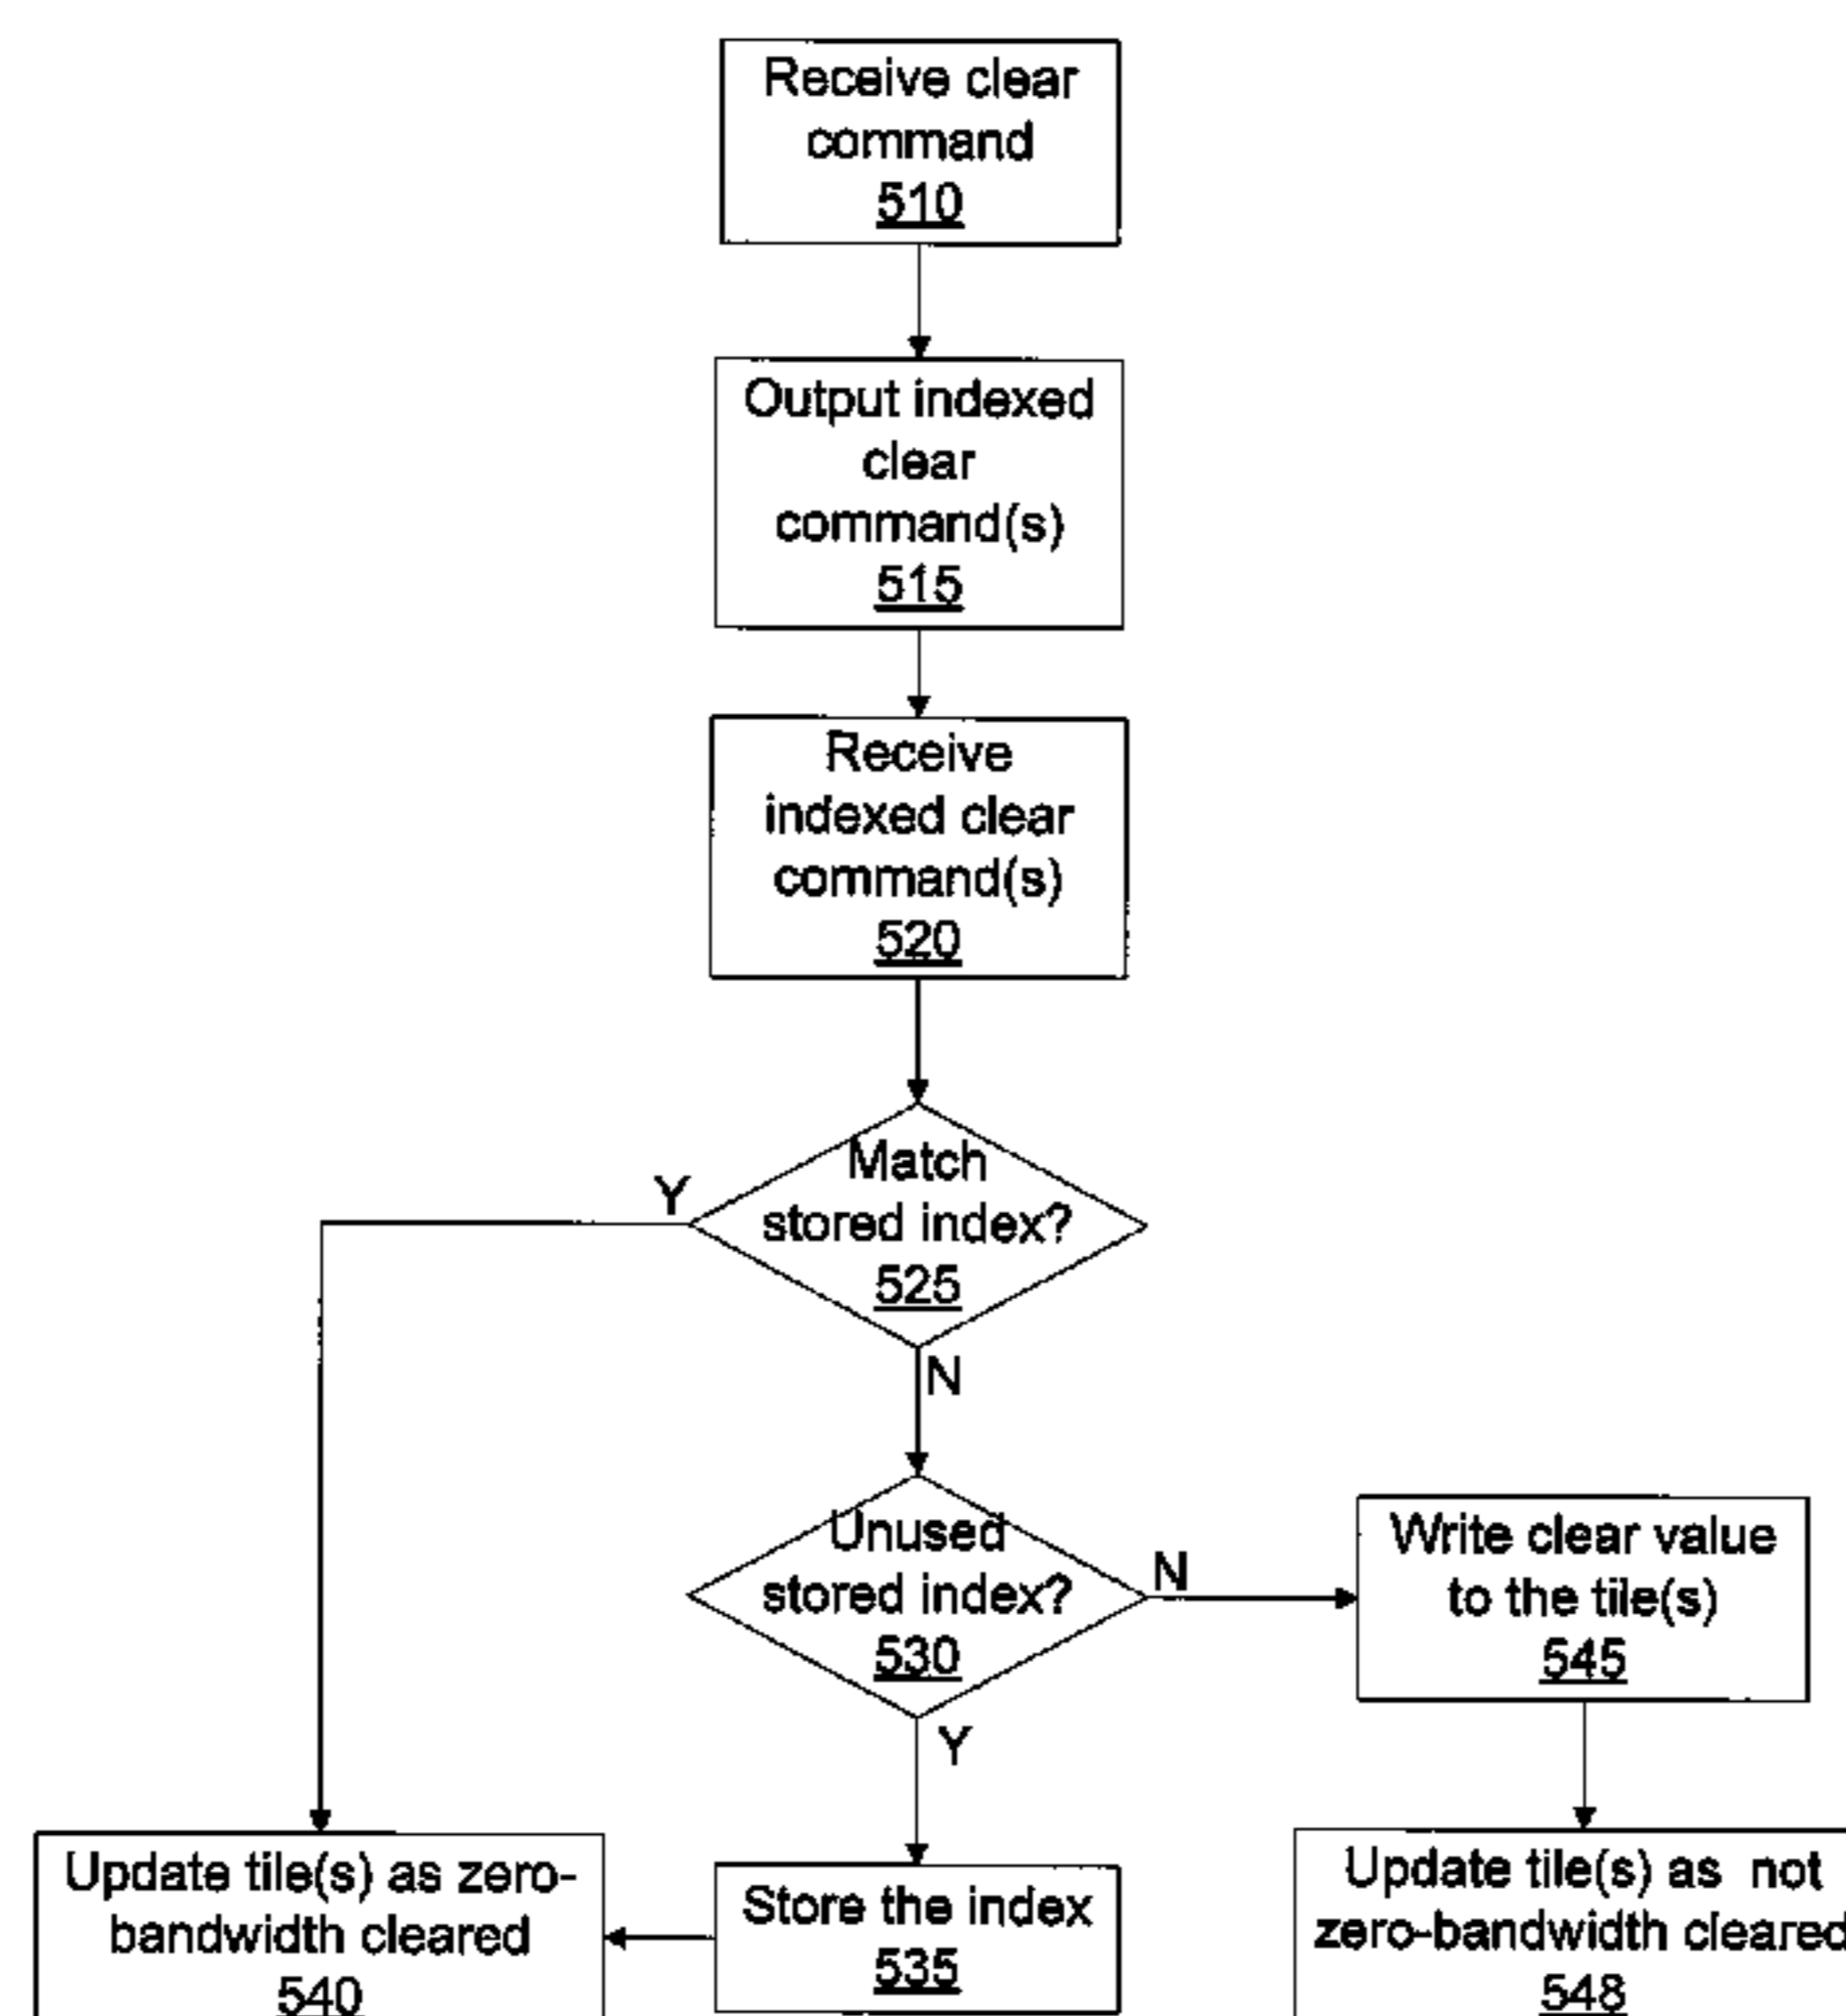 Receive clear
command
510
Output indexed
clear
command(s)
515
Receive
indexed clear
command(s)
520
Match
stored index?
525
Y
N
Unused
stored index?
530
N
Y
Write clear value
to the tile(s)
545
Update tile(s) as zero-
bandwidth cleared
540
Store the index
535
Update tile(s) as not
zero-bandwidth cleared
548